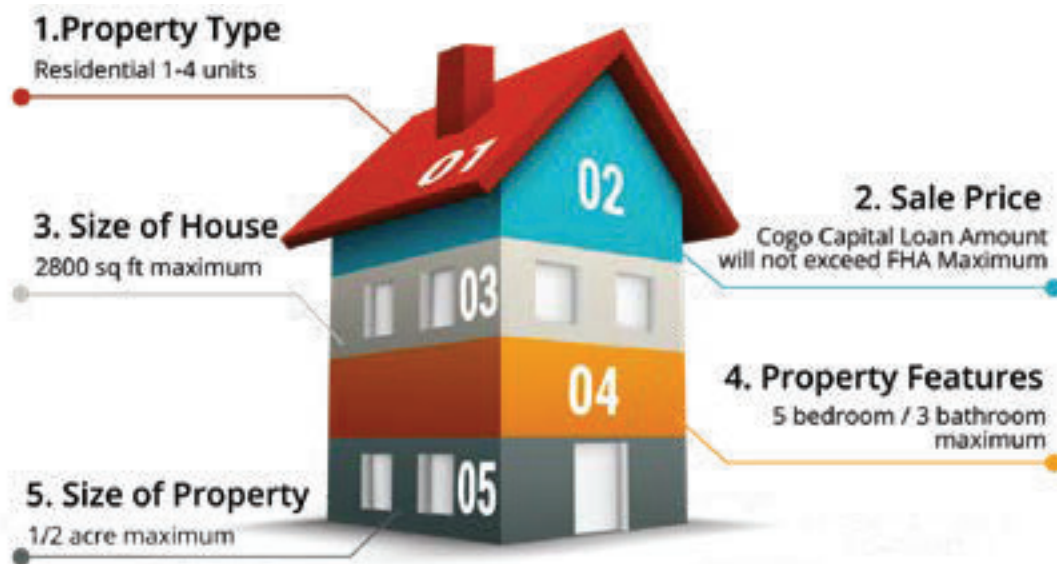 1.Property Type
Residential 1-4 units
01
02
2. Sale Price
Cogo Capital Loan Amount
will not exceed FHA Maximum
3. Size of House
2800 sq ft maximum
03
04
4. Property Features
5 bedroom / 3 bathroom
maximum
05
5. Size of Property
1/2 acre maximum